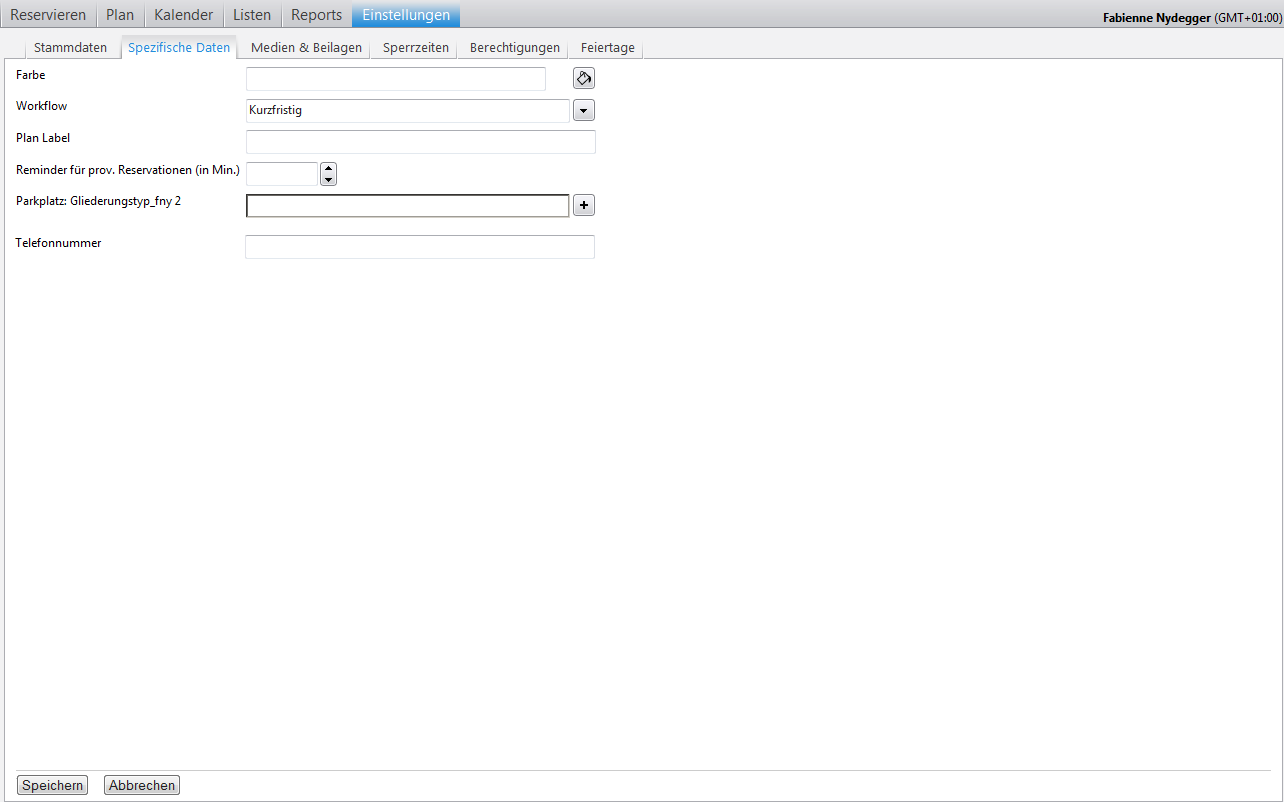 Reservieren Plan Kalender Listen Reports Einstellungen Fabienne Nydegger (GMT+01:00)
Stammdaten Spezifische Daten Medien & Beilagen Sperrzeiten Berechtigungen Feiertage
Farbe
Workflow Kurzfristig
Plan Label
Reminder für prov. Reservationen (in Min.)
Parkplatz: Gliederungstyp_fny 2
Telefonnummer
Speichern Abbrechen